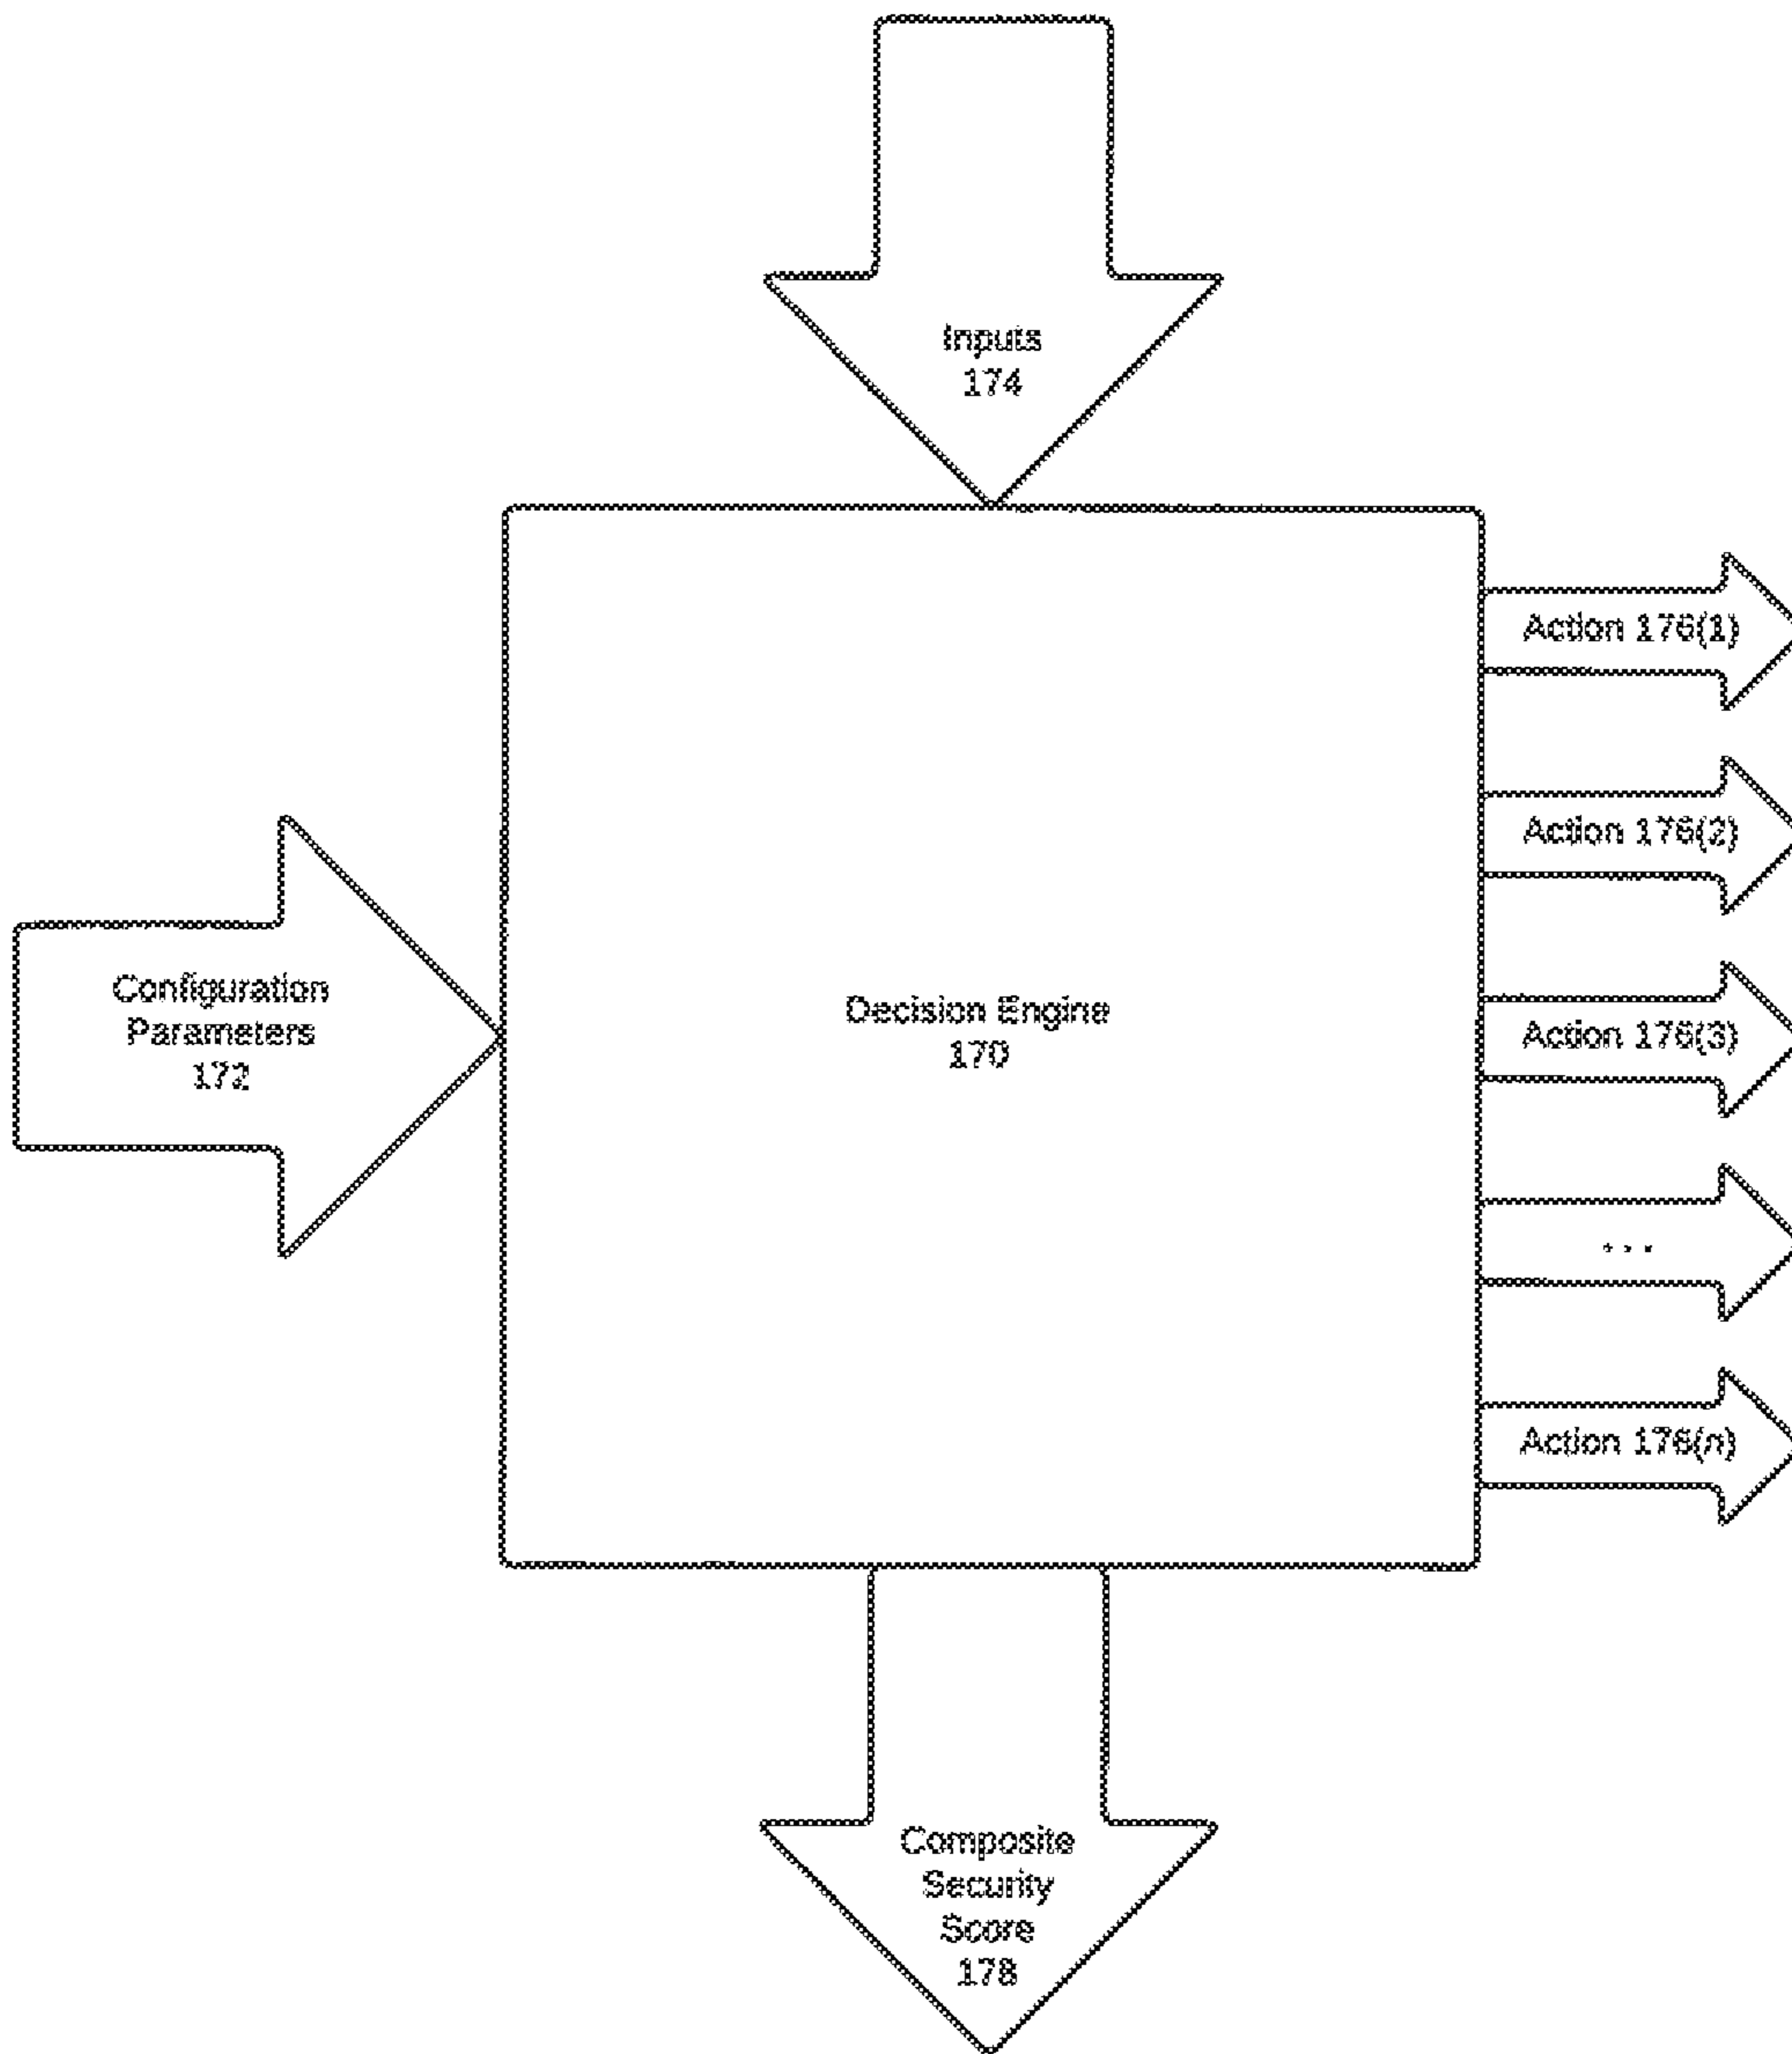 Inputs
174
Action 176(1)
Action 176(2)
Configuration
Parameters
172
Decision Engine
170
Action 176(3)
...
Action 176(n)
Composite
Security
Score
178